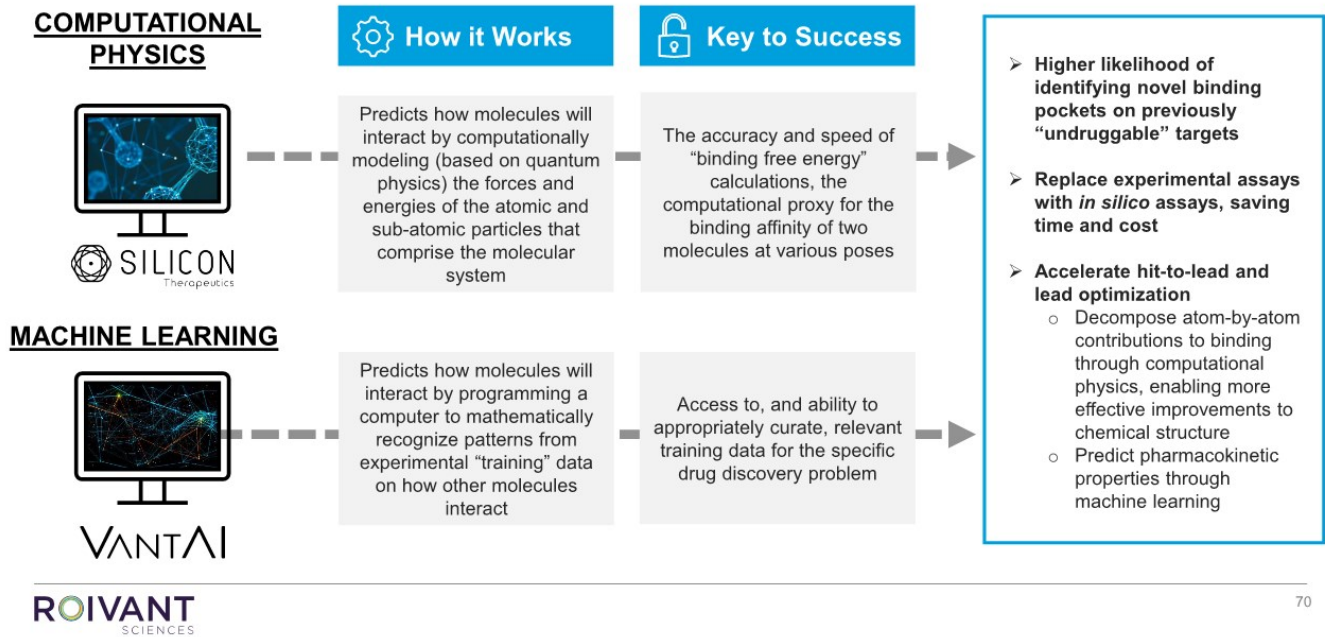 COMPUTATIONAL
PHYSICS
How it Works
Key to Success
SILICON
Therapeutics
Predicts how molecules will
interact by computationally
modeling (based on quantum
physics) the forces and
energies of the atomic and
sub-atomic particles that
comprise the molecular
system
The accuracy and speed of
“binding free energy”
calculations, the
computational proxy for the
binding affinity of two
molecules at various poses
MACHINE LEARNING
VANTAI
Predicts how molecules will
interact by programming a
computer to mathematically
recognize patterns from
experimental “training” data
on how other molecules
interact
Access to, and ability to
appropriately curate, relevant
training data for the specific
drug discovery problem
➢ Higher likelihood of
identifying novel binding
pockets on previously
“undruggable” targets
➢ Replace experimental assays
with in silico assays, saving
time and cost
➢ Accelerate hit-to-lead and
lead optimization
o Decompose atom-by-atom
contributions to binding
through computational
physics, enabling more
effective improvements to
chemical structure
o Predict pharmacokinetic
properties through
machine learning
ROIVANT
SCIENCES
70